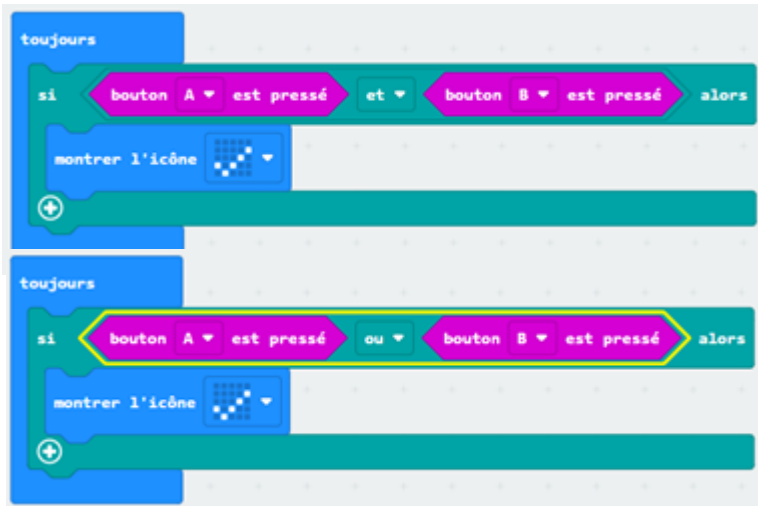 toujours
si bouton A est pressé et bouton B est pressé alors
montrer l'icône
toujours
si bouton A est pressé ou bouton B est pressé alors
montrer l'icône